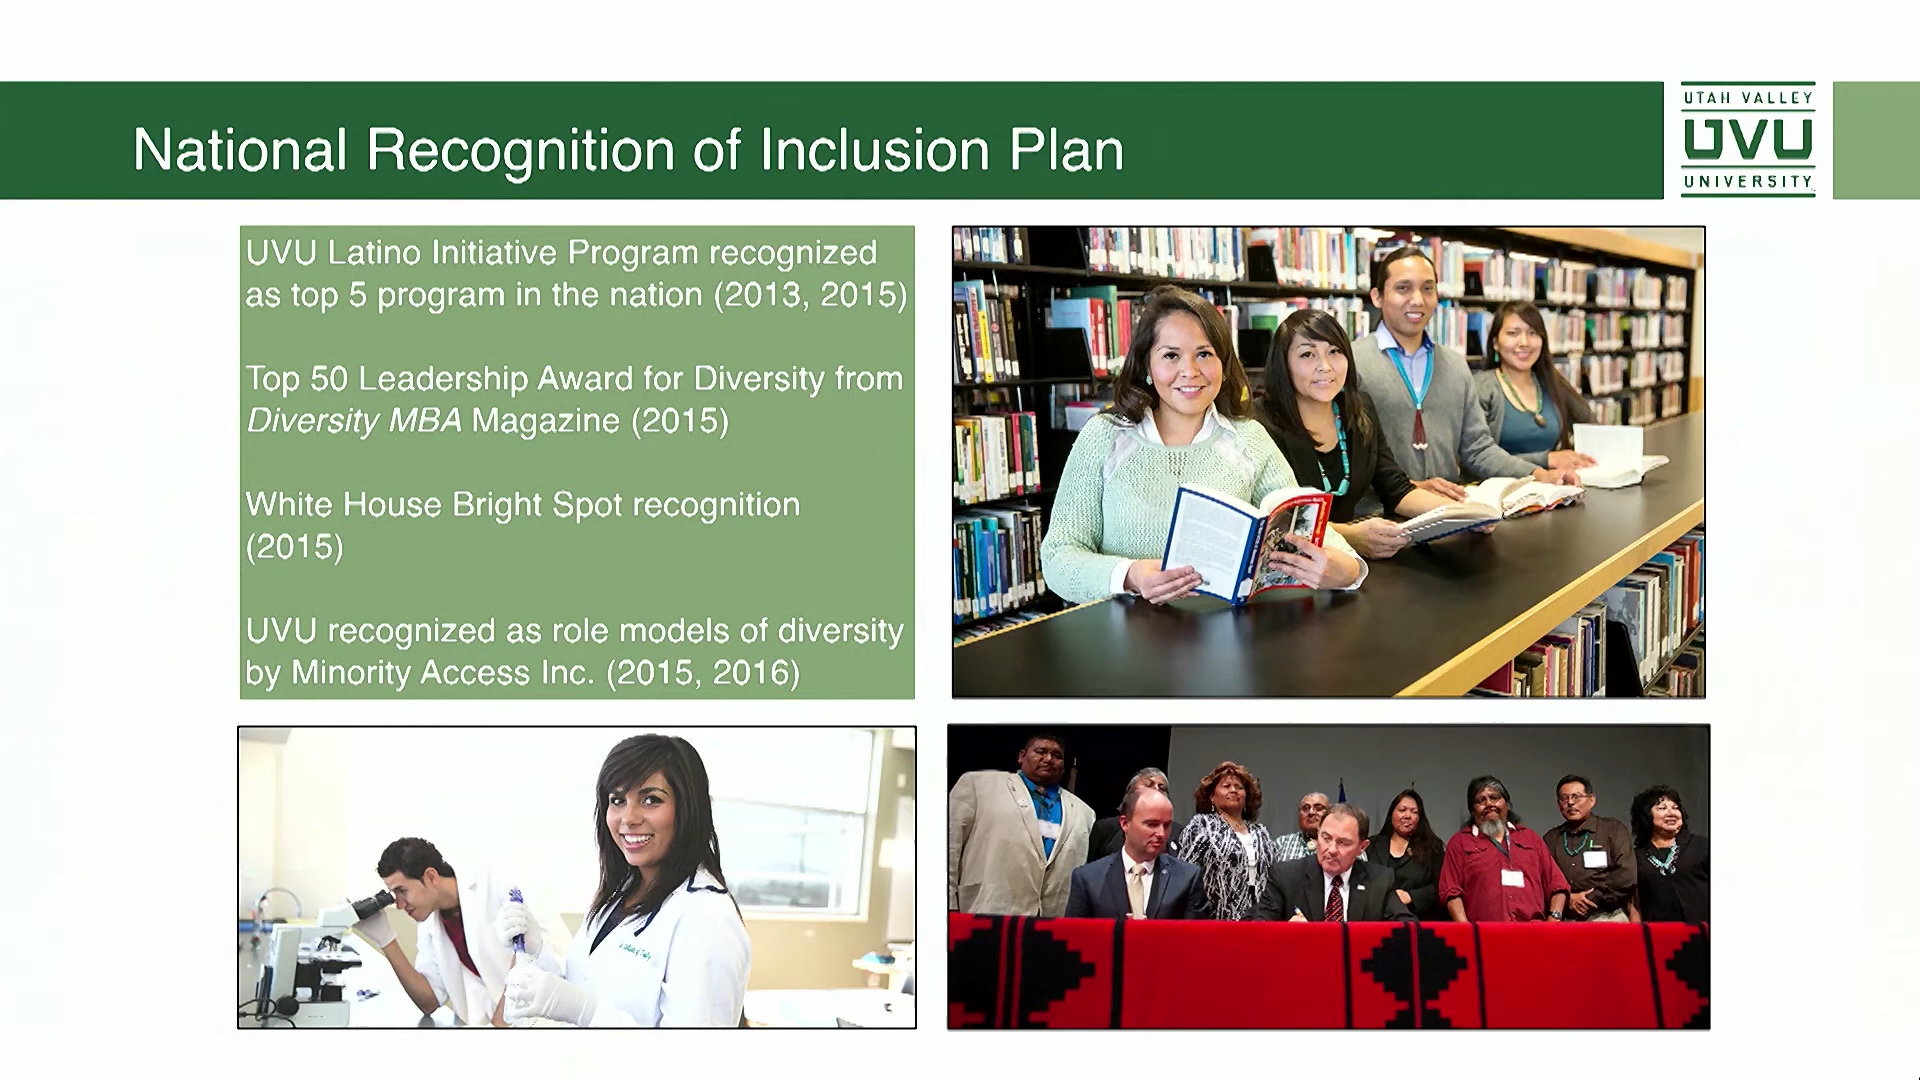 National Recognition of Inclusion Plan
UTAH VALLEY
UVU
UNIVERSITY
UVU Latino Initiative Program recognized
as top 5 program in the nation (2013, 2015)
Top 50 Leadership Award for Diversity from
Diversity MBA Magazine (2015)
White House Bright Spot recognition
(2015)
UVU recognized as role models of diversity
by Minority Access Inc. (2015, 2016)